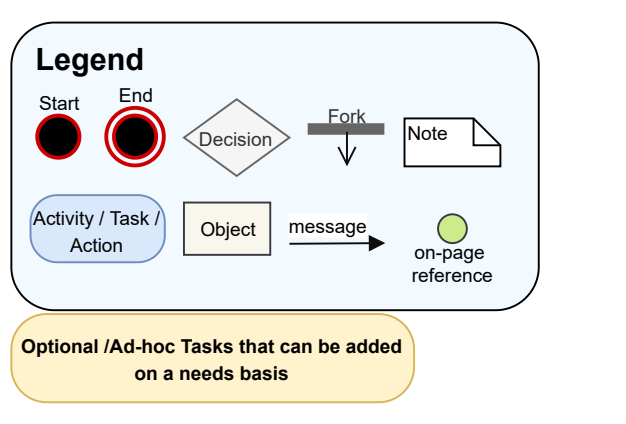 Legend
Start
End
Decision
Fork
Note
Activity / Task /
Action
Object
message
on-page
reference
Optional /Ad-hoc Tasks that can be added
on a needs basis